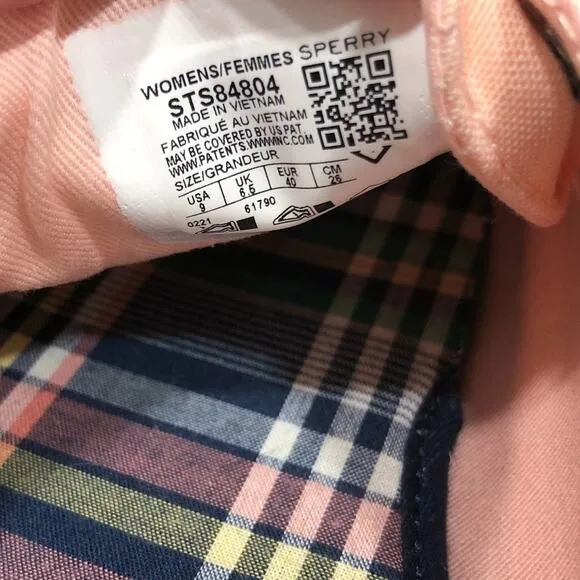 WOMENS/FEMMES SPERRY
STS84804
MADE IN VIETNAM
FABRIQUÉ AU VIETNAM
MAY BE COVERED BY US PAT.
WWW.PATENTS.WWWINC.COM
SIZE/GRANDEUR
USA UK EUR CM
9 6.5 40 26
0221 61790